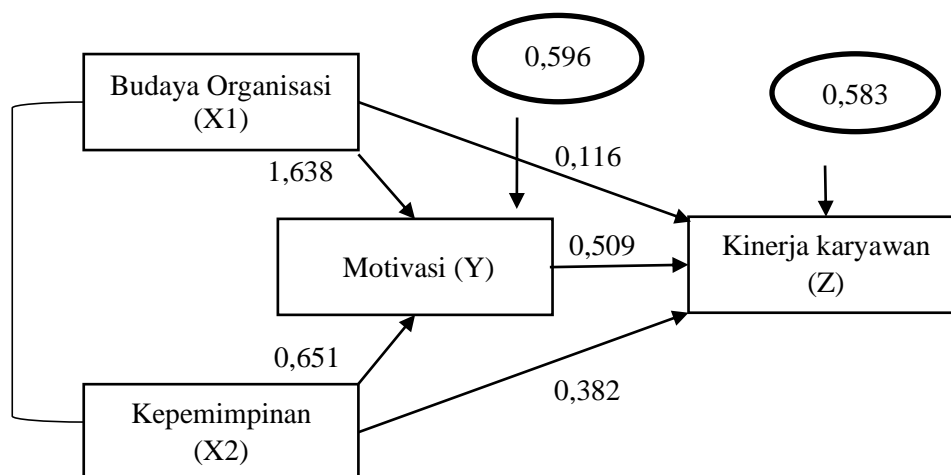 0,596
0,583
Budaya Organisasi
(X1)
0,116
1,638
Motivasi (Y)
0,509
Kinerja karyawan
(Z)
0,651
0,382
Kepemimpinan
(X2)